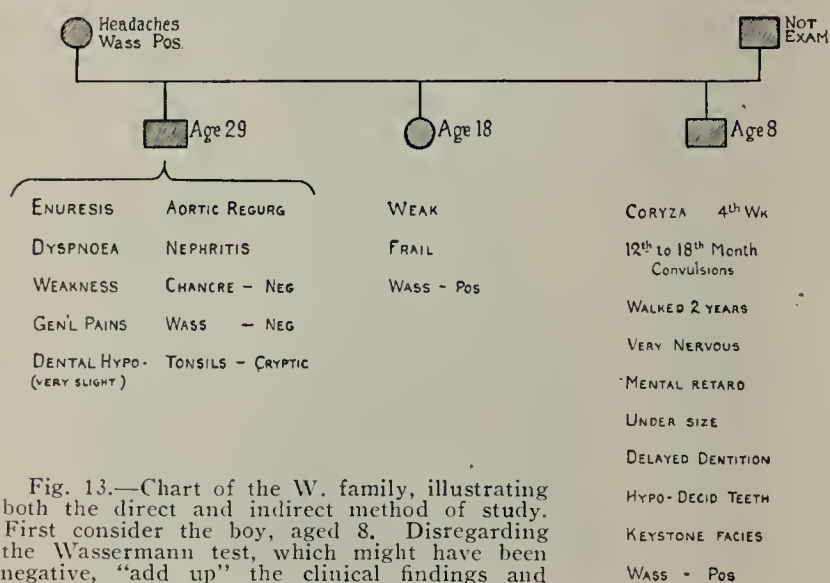 Headaches
Wass Pos.
NOT
EXAM
Age 29
Age 18
Age 8
ENURESIS
DYSPNOEA
WEAKNESS
GEN'L PAINS
DENTAL HYPO-
(VERY SLIGHT)
AORTIC REGURG
NEPHRITIS
CHANCRE - NEG
WASS - NEG
TONSILS - CRYPTIC
WEAK
FRAIL
WASS - POS
CORYZA 4th WK
12th to 18th Month
Convulsions
WALKED 2 YEARS
VERY NERVOUS
MENTAL RETARD
UNDER SIZE
DELAYED DENTITION
HYPO-DECID TEETH
KEYSTONE FACIES
WASS - POS
Fig. 13.—Chart of the W. family, illustrating
both the direct and indirect method of study.
First consider the boy, aged 8. Disregarding
the Wassermann test, which might have been
negative, "add up" the clinical findings and